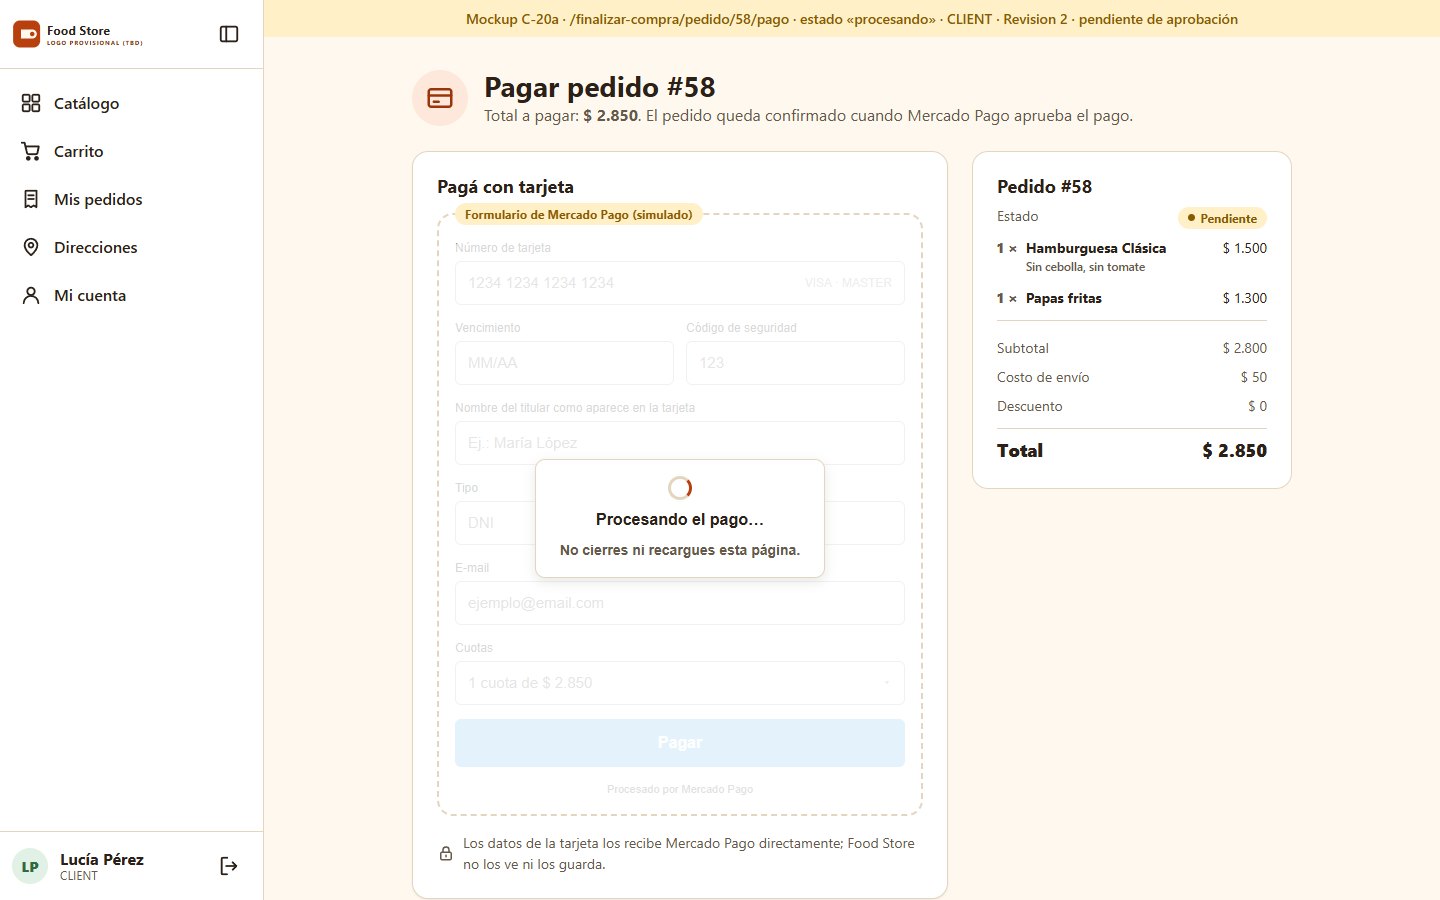 Food Store
LOGO PROVISIONAL (TBD)
Catálogo
Carrito
Mis pedidos
Direcciones
Mi cuenta
LP
Lucía Pérez
CLIENT
Mockup C-20a · /finalizar-compra/pedido/58/pago · estado «procesando» · CLIENT · Revision 2 · pendiente de aprobación
Pagar pedido #58
Total a pagar: $ 2.850. El pedido queda confirmado cuando Mercado Pago aprueba el pago.
Pagá con tarjeta
Formulario de Mercado Pago (simulado)
Número de tarjeta
1234 1234 1234 1234 VISA MASTER
Vencimiento Código de seguridad
MM/AA 123
Nombre del titular como aparece en la tarjeta
Ej.: María López
Tipo
DNI
Procesando el pago…
No cierres ni recargues esta página.
E-mail
ejemplo@email.com
Cuotas
1 cuota de $ 2.850
Pagar
Procesado por Mercado Pago
Los datos de la tarjeta los recibe Mercado Pago directamente; Food Store
no los ve ni los guarda.
Pedido #58
Estado Pendiente
1 × Hamburguesa Clásica $ 1.500
Sin cebolla, sin tomate
1 × Papas fritas $ 1.300
Subtotal $ 2.800
Costo de envío $ 50
Descuento $ 0
Total $ 2.850